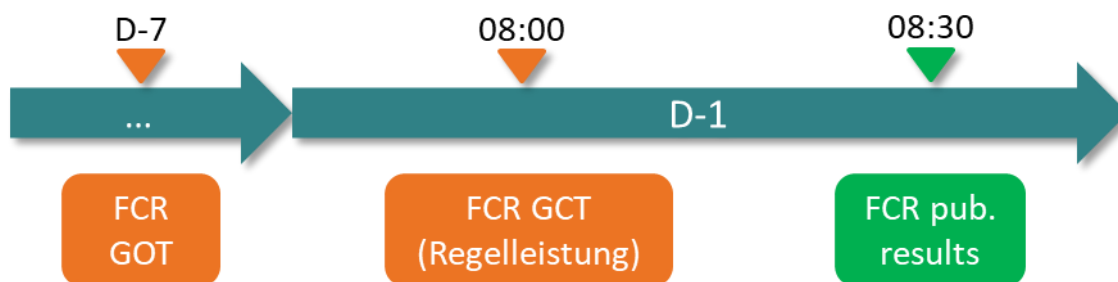 D-7
08:00
08:30
...
D-1
FCR
GOT
FCR GCT
(Regelleistung)
FCR pub.
results